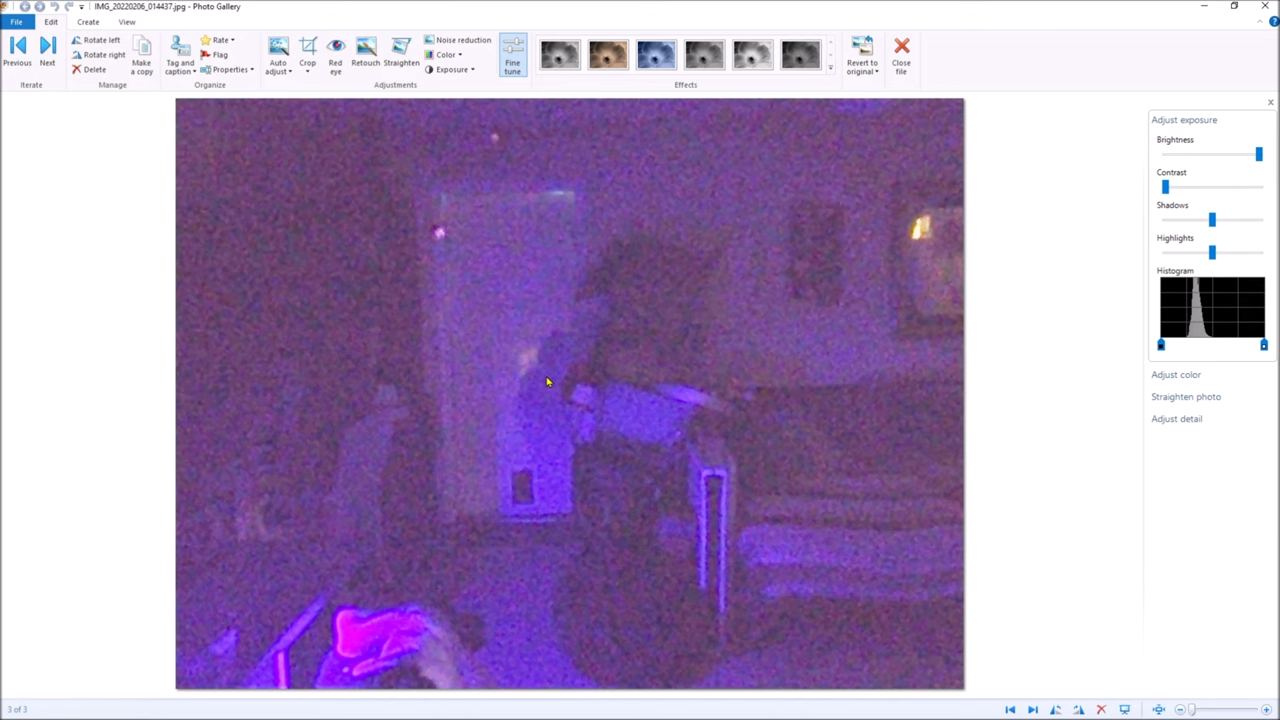 IMG_20220206_014437.jpg - Photo Gallery
File Edit Create View
Previous
Next
Rotate left
Rotate right
Delete
Make a copy
Tag and caption
Rate
Flag
Properties
Auto adjust
Crop
Red eye
Retouch
Straighten
Noise reduction
Color
Exposure
Fine tune
Revert to original
Close file
Iterate Manage Organize Adjustments Effects
Adjust exposure
Brightness
Contrast
Shadows
Highlights
Histogram
Adjust color
Straighten photo
Adjust detail
3 of 3